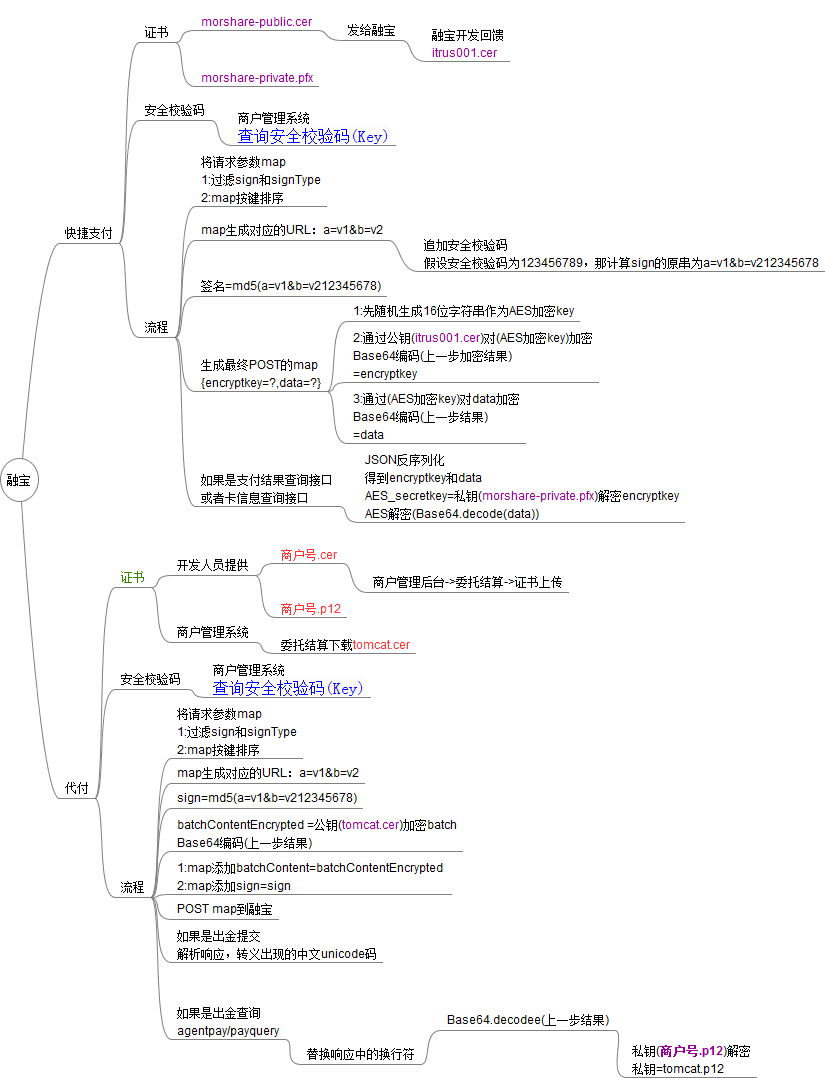 融宝
快捷支付
证书
morshare-public.cer
发给融宝
融宝开发回馈
itrus001.cer
morshare-private.pfx
安全校验码
商户管理系统
查询安全校验码(Key)
流程
将请求参数map
1:过滤sign和signType
2:map按键排序
map生成对应的URL：a=v1&b=v2
追加安全校验码
假设安全校验码为123456789，那计算sign的原串为a=v1&b=v212345678
签名=md5(a=v1&b=v212345678)
生成最终POST的map
{encryptkey=?,data=?}
1:先随机生成16位字符串作为AES加密key
2:通过公钥(itrus001.cer)对(AES加密key)加密
Base64编码(上一步加密结果)
=encryptkey
3:通过(AES加密key)对data加密
Base64编码(上一步结果)
=data
如果是支付结果查询接口
或者卡信息查询接口
JSON反序列化
得到encryptkey和data
AES_secretkey=私钥(morshare-private.pfx)解密encryptkey
AES解密(Base64.decode(data))
代付
证书
开发人员提供
商户号.cer
商户管理后台->委托结算->证书上传
商户号.p12
商户管理系统
委托结算下载tomcat.cer
安全校验码
商户管理系统
查询安全校验码(Key)
流程
将请求参数map
1:过滤sign和signType
2:map按键排序
map生成对应的URL：a=v1&b=v2
sign=md5(a=v1&b=v212345678)
batchContentEncrypted =公钥(tomcat.cer)加密batch
Base64编码(上一步结果)
1:map添加batchContent=batchContentEncrypted
2:map添加sign=sign
POST map到融宝
如果是出金提交
解析响应，转义出现的中文unicode码
如果是出金查询
agentpay/payquery
替换响应中的换行符
Base64.decodee(上一步结果)
私钥(商户号.p12)解密
私钥=tomcat.p12